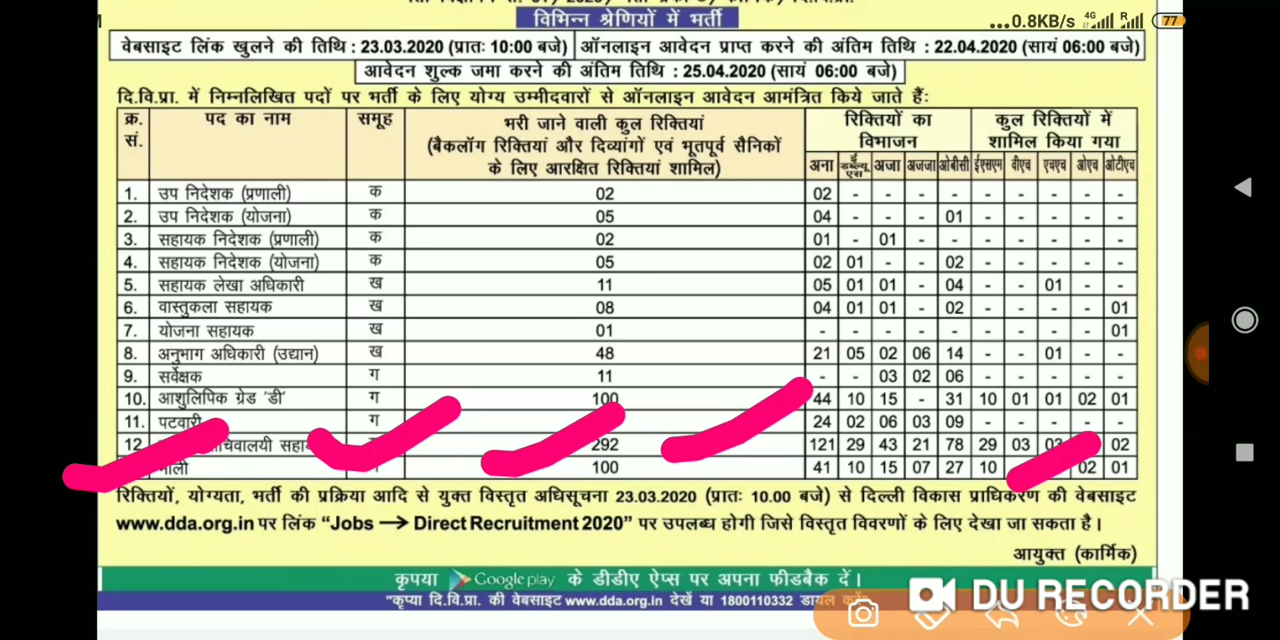 विभिन्न श्रेणियों में भर्ती
...0.8KB/s 4G R 77
वेबसाइट लिंक खुलने की तिथि : 23.03.2020 (प्रातः 10:00 बजे) ऑनलाइन आवेदन प्राप्त करने की अंतिम तिथि : 22.04.2020 (सायं 06:00 बजे)
आवेदन शुल्क जमा करने की अंतिम तिथि : 25.04.2020 (सायं 06:00 बजे)
दि.वि.प्रा. में निम्नलिखित पदों पर भर्ती के लिए योग्य उम्मीदवारों से ऑनलाइन आवेदन आमंत्रित किये जाते हैं:
क्र. सं. पद का नाम समूह भरी जाने वाली कुल रिक्तियां रिक्तियों का विभाजन कुल रिक्तियों में शामिल किया गया
(बैकलॉग रिक्तियां और दिव्यांगों एवं भूतपूर्व सैनिकों
के लिए आरक्षित रिक्तियां शामिल)
अना ई डब्ल्यू एस अजा अजजा ओबीसी ईएसएम वीएच एचएच ओएच ओटीएच
1. उप निदेशक (प्रणाली) क 02 02 - - - - - - - - -
2. उप निदेशक (योजना) क 05 04 - - - 01 - - - - -
3. सहायक निदेशक (प्रणाली) क 02 01 - 01 - - - - - - -
4. सहायक निदेशक (योजना) क 05 02 01 - - 02 - - - - -
5. सहायक लेखा अधिकारी ख 11 05 01 01 - 04 - - 01 - -
6. वास्तुकला सहायक ख 08 04 01 01 - 02 - - - - 01
7. योजना सहायक ख 01 - - - - - - - - - 01
8. अनुभाग अधिकारी (उद्यान) ख 48 21 05 02 06 14 - - 01 - -
9. सर्वेक्षक ग 11 - - 03 02 06 - - - - -
10. आशुलिपिक ग्रेड 'डी' ग 100 44 10 15 - 31 10 01 01 02 01
11. पटवारी ग 24 02 06 03 09 - - - - -
12 292 121 29 43 21 78 29 03 02
100 41 10 15 07 27 10 02 01
रिक्तियों, योग्यता, भर्ती की प्रक्रिया आदि से युक्त विस्तृत अधिसूचना 23.03.2020 (प्रातः 10.00 बजे) से दिल्ली विकास प्राधिकरण की वेबसाइट
www.dda.org.in पर लिंक “Jobs → Direct Recruitment 2020” पर उपलब्ध होगी जिसे विस्तृत विवरणों के लिए देखा जा सकता है।
आयुक्त (कार्मिक)
कृपया Google play के डीडीए ऐप्स पर अपना फीडबैक दें।
"कृप्या दि.वि.प्रा. की वेबसाइट www.dda.org.in देखें या 1800110332 डायल करें"
DU RECORDER